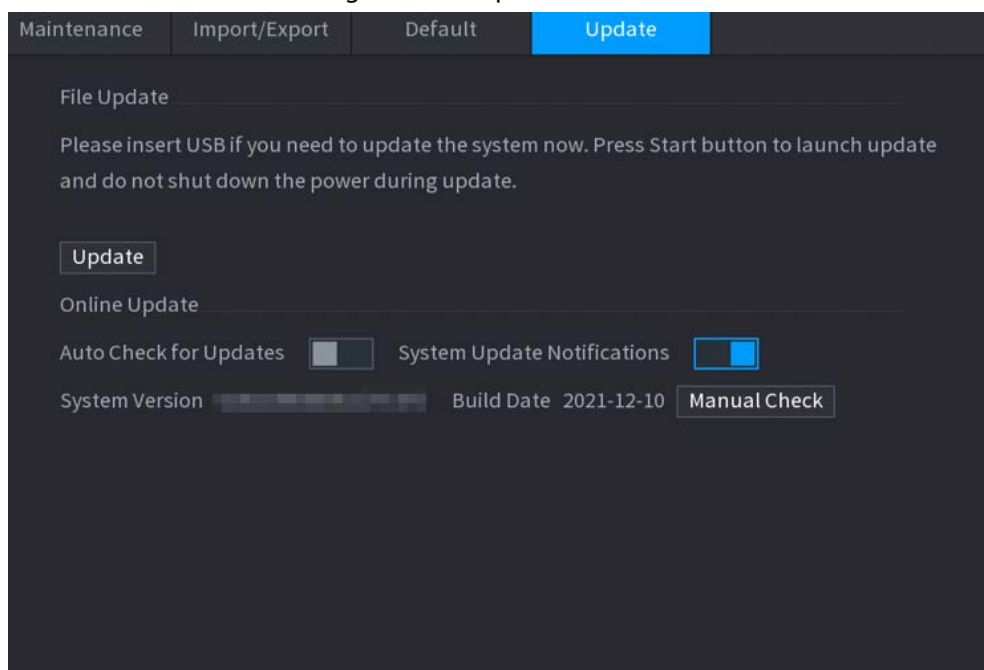 Maintenance Import/Export Default Update
File Update
Please insert USB if you need to update the system now. Press Start button to launch update
and do not shut down the power during update.
Update
Online Update
Auto Check for Updates System Update Notifications
System Version Build Date 2021-12-10 Manual Check